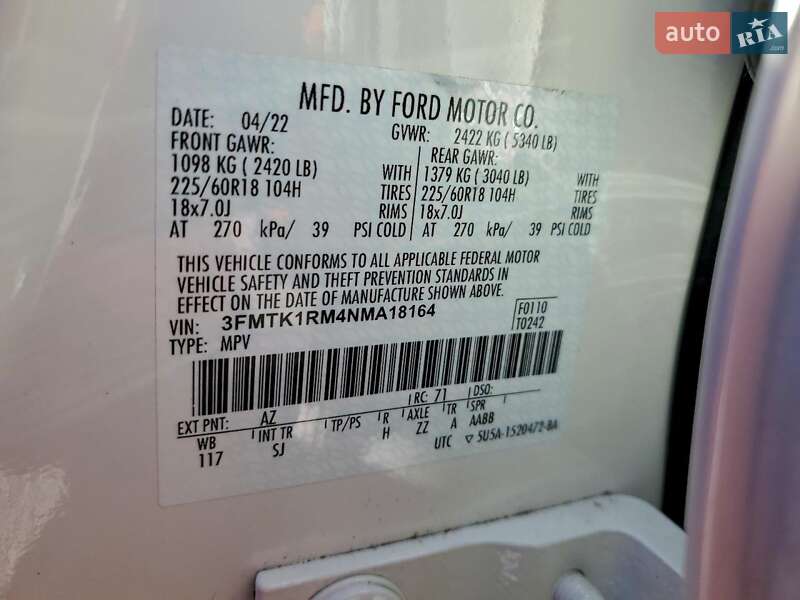 auto RIA.com
MFD. BY FORD MOTOR CO.
DATE: 04/22 GVWR: 2422 KG ( 5340 LB)
FRONT GAWR: REAR GAWR:
1098 KG ( 2420 LB) WITH 1379 KG ( 3040 LB) WITH
225/60R18 104H TIRES 225/60R18 104H TIRES
18x7.0J RIMS 18x7.0J RIMS
AT 270 kPa/ 39 PSI COLD AT 270 kPa/ 39 PSI COLD
THIS VEHICLE CONFORMS TO ALL APPLICABLE FEDERAL MOTOR
VEHICLE SAFETY AND THEFT PREVENTION STANDARDS IN
EFFECT ON THE DATE OF MANUFACTURE SHOWN ABOVE.
VIN: 3FMTK1RM4NMA18164 F0110
TYPE: MPV T0242
EXT PNT: AZ RC: 71 DSO:
WB INT TR TP/PS R AXLE TR SPR
117 SJ H ZZ A AABB
UTC ▽ 5U5A-1520472-BA